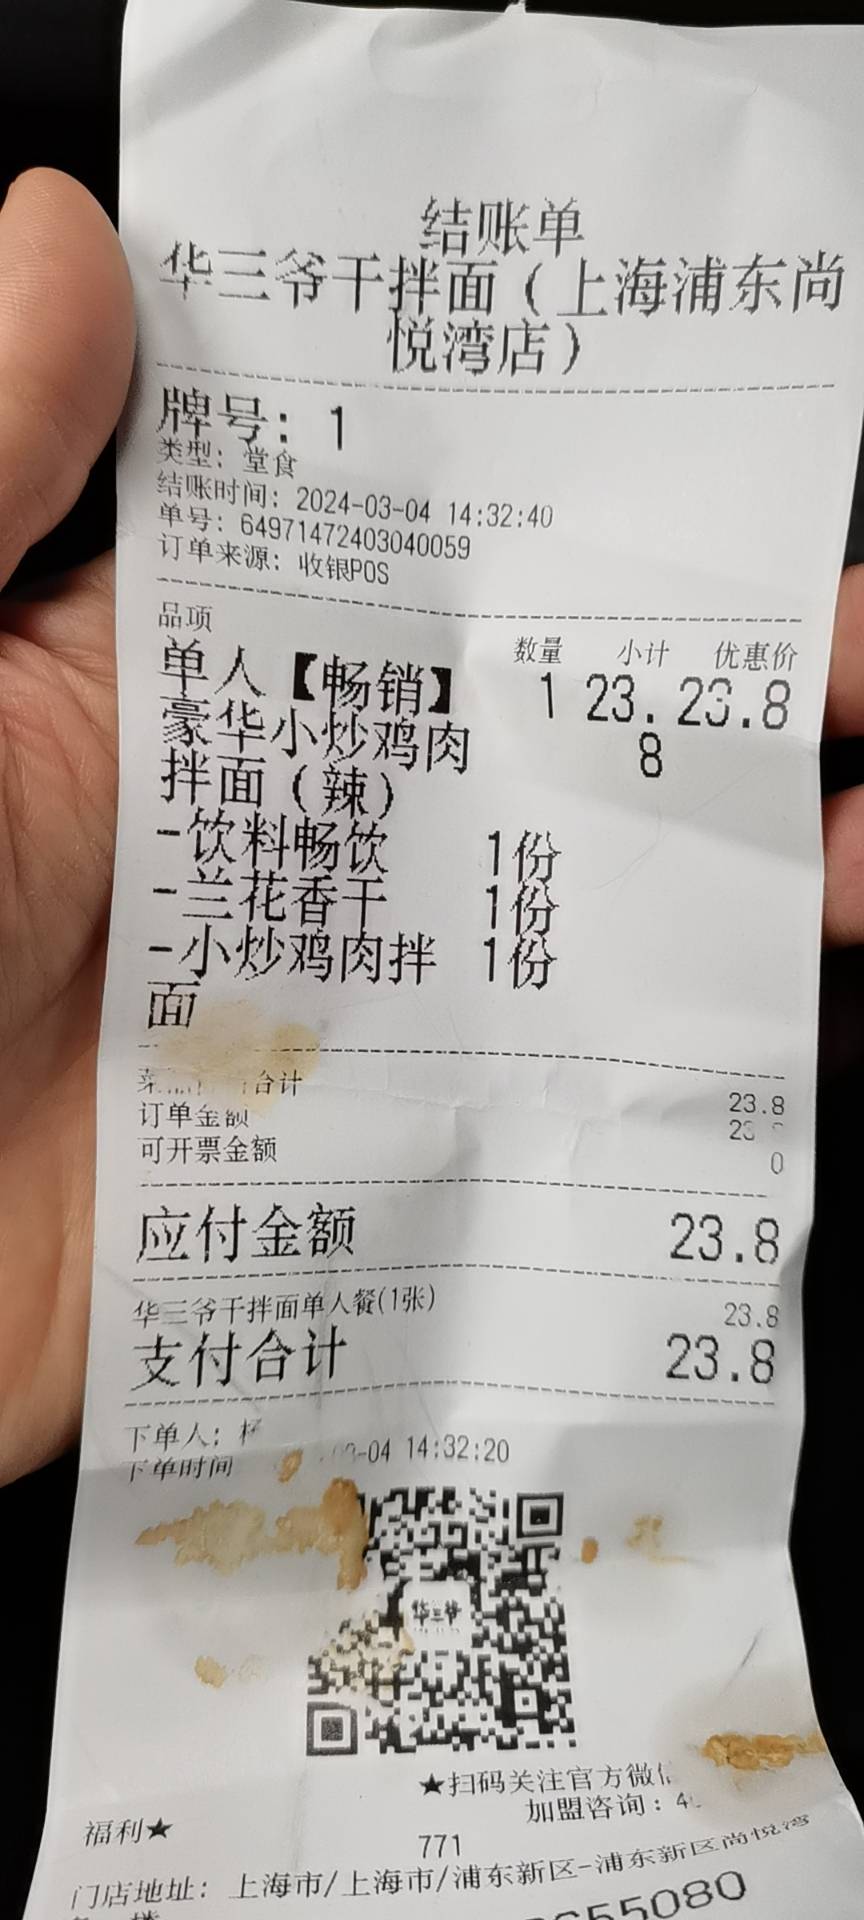 结账单
华三爷干拌面（上海浦东尚
悦湾店）
牌号：1
类型：堂食
结账时间：2024-03-04 14:32:40
单号：64971472403040059
订单来源：收银POS
品项 数量 小计 优惠价
单人【畅销】 1 23. 23.8
豪华小炒鸡肉 8
拌面（辣）
-饮料畅饮 1份
-兰花香干 1份
-小炒鸡肉拌 1份
面
合计 23.8
订单金额 23
可开票金额 0
应付金额 23.8
华三爷干拌面单人餐(1张) 23.8
支付合计 23.8
下单人：
下单时间 -04 14:32:20
华三爷
★扫码关注官方微信
福利★ 加盟咨询：4
771
门店地址：上海市/上海市/浦东新区-浦东新区尚悦湾
655080